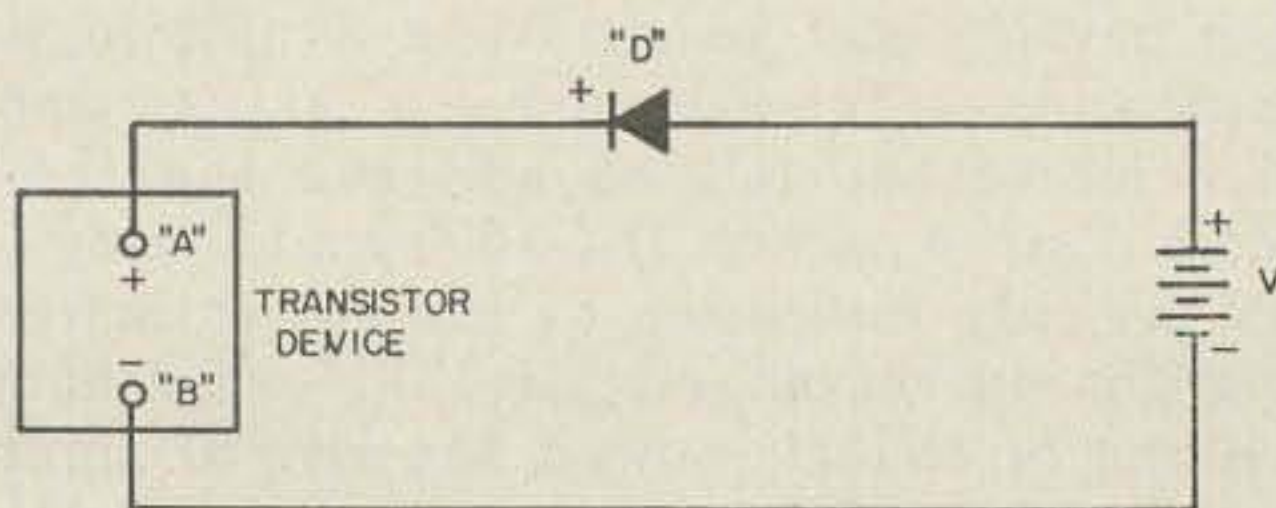 "D"
+
"A"
+
+
V
TRANSISTOR
DEVICE
−
−
"B"